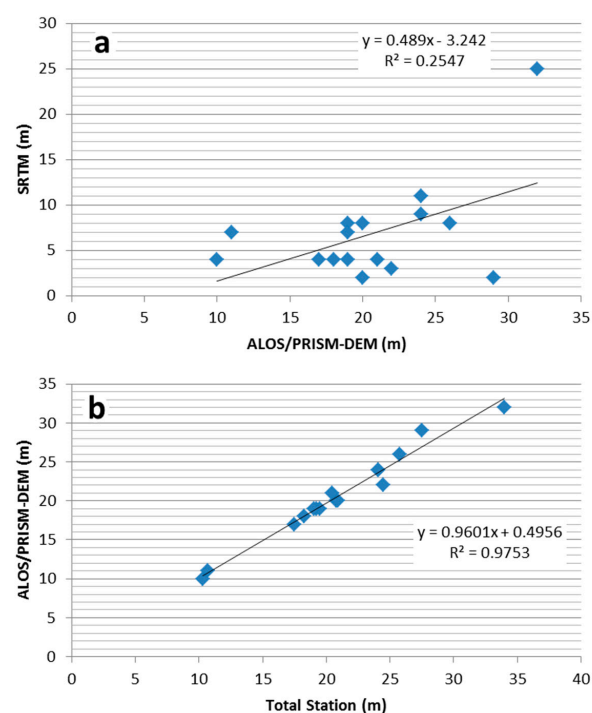 a
y = 0.489x - 3.242
R² = 0.2547
30
25
20
15
10
5
0
SRTM (m)
0 5 10 15 20 25 30 35
ALOS/PRISM-DEM (m)
b
35
30
25
20
15
10
5
0
ALOS/PRISM-DEM (m)
y = 0.9601x + 0.4956
R² = 0.9753
0 5 10 15 20 25 30 35 40
Total Station (m)